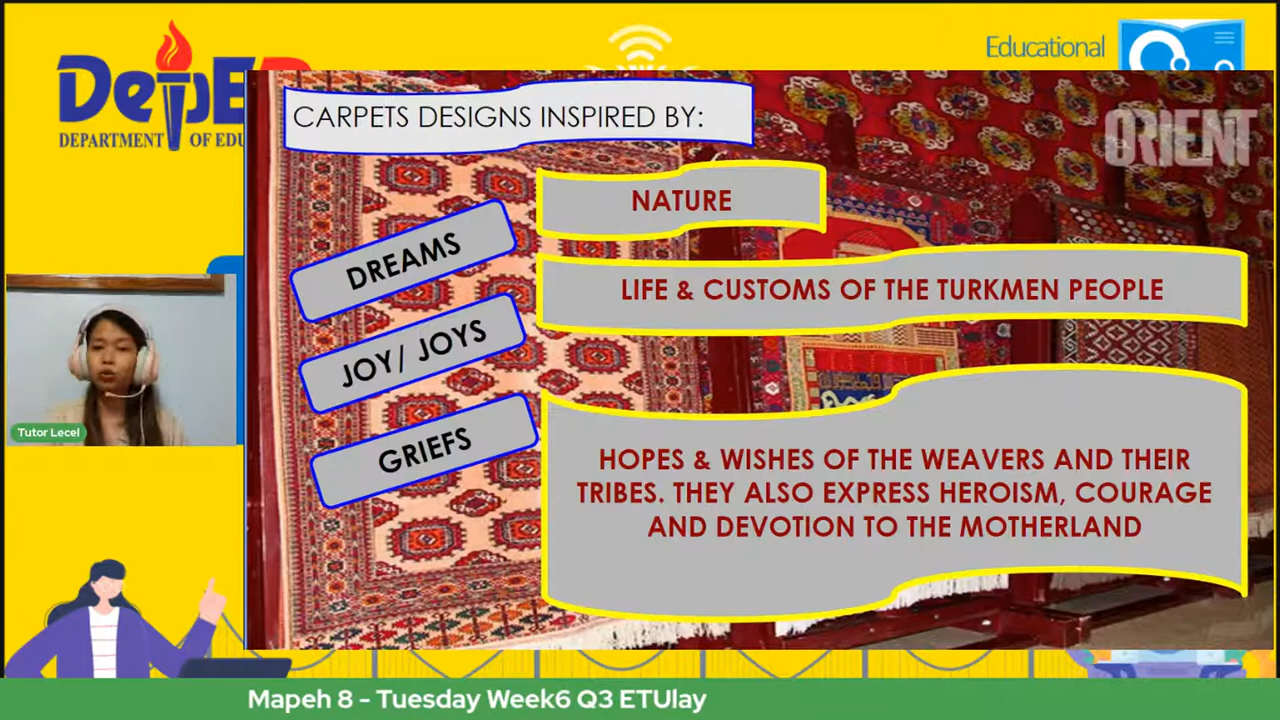 DepED
DEPARTMENT OF EDU
Educational
CARPETS DESIGNS INSPIRED BY:
ORIENT
NATURE
DREAMS
LIFE & CUSTOMS OF THE TURKMEN PEOPLE
JOY/ JOYS
GRIEFS
HOPES & WISHES OF THE WEAVERS AND THEIR
TRIBES. THEY ALSO EXPRESS HEROISM, COURAGE
AND DEVOTION TO THE MOTHERLAND
Tutor Lecel
Mapeh 8 - Tuesday Week6 Q3 ETUlay